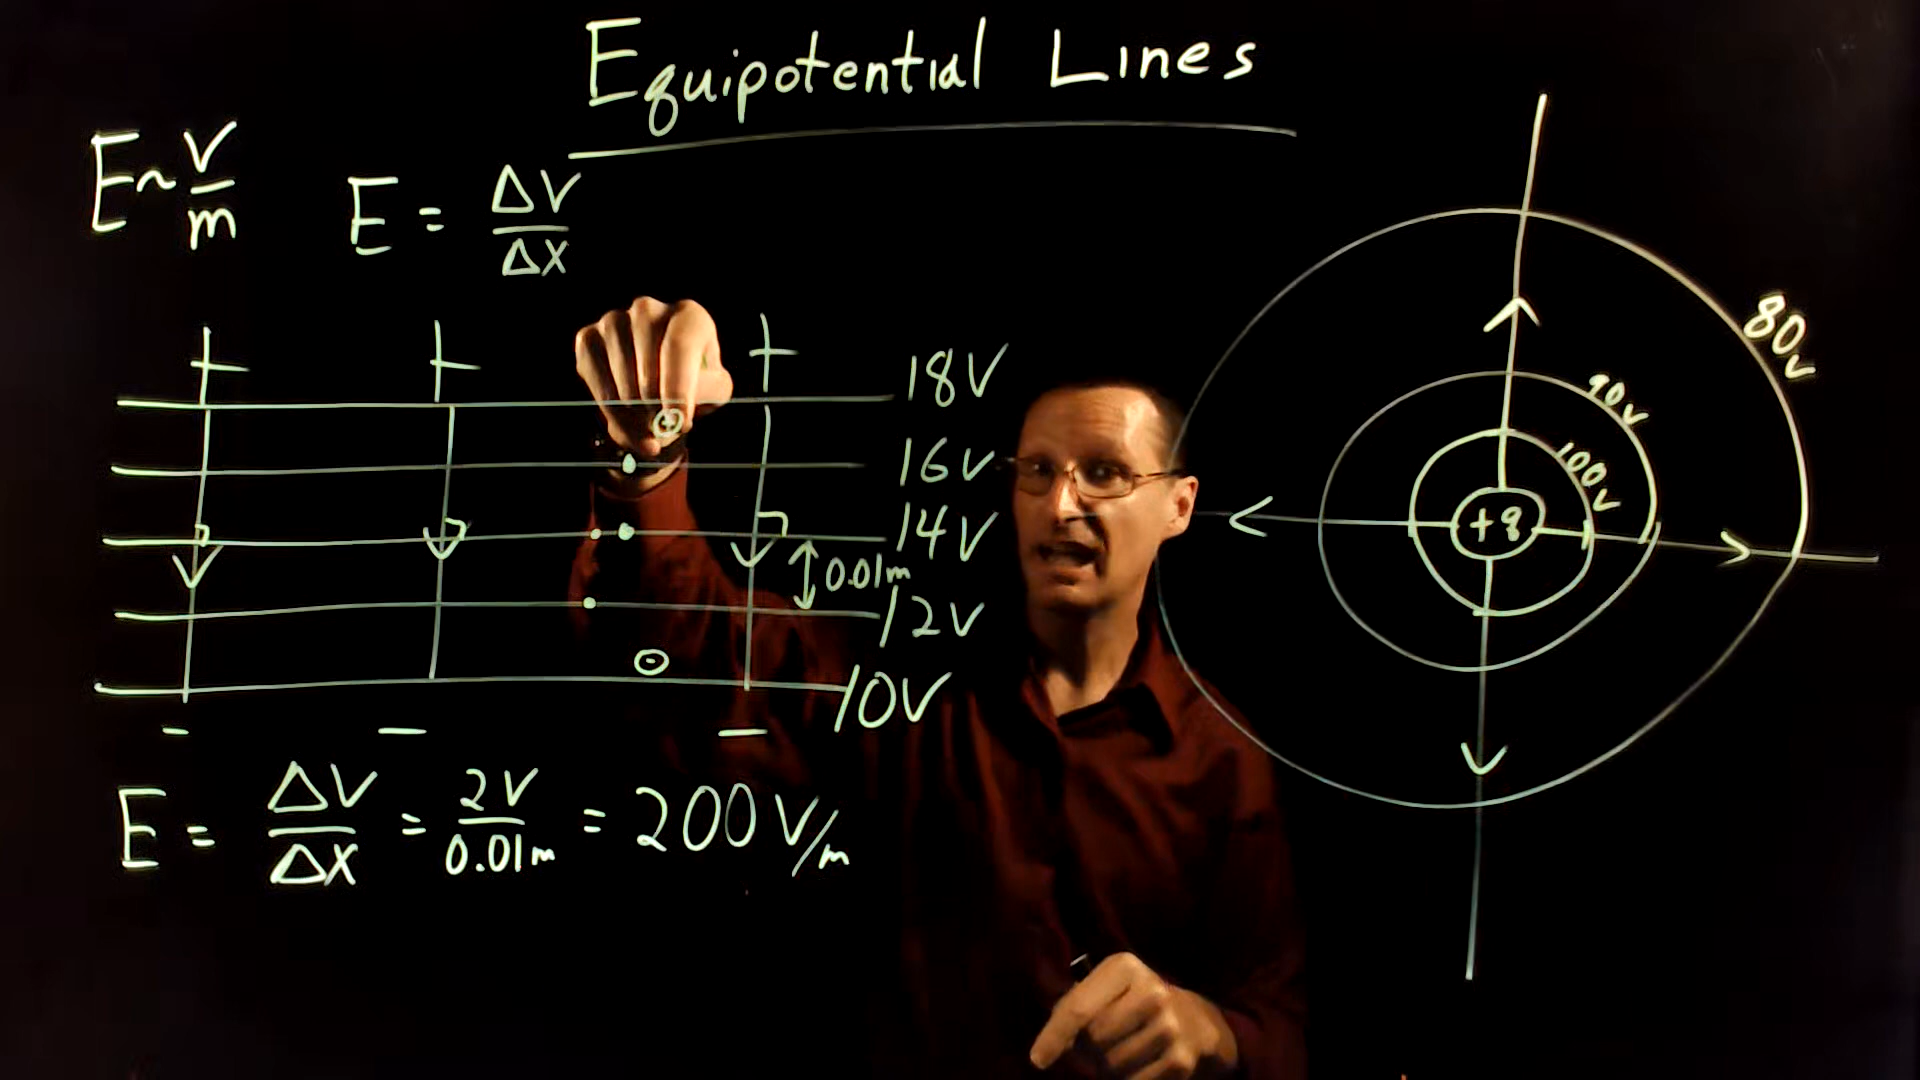 Equipotential Lines
E ~ V/m
E = ΔV/ΔX
+ + +
18V
16V
14V
0.01m
12V
10V
+
-
- - -
E = ΔV/ΔX = 2V/0.01m = 200 V/m
80V
90V
100V
+q